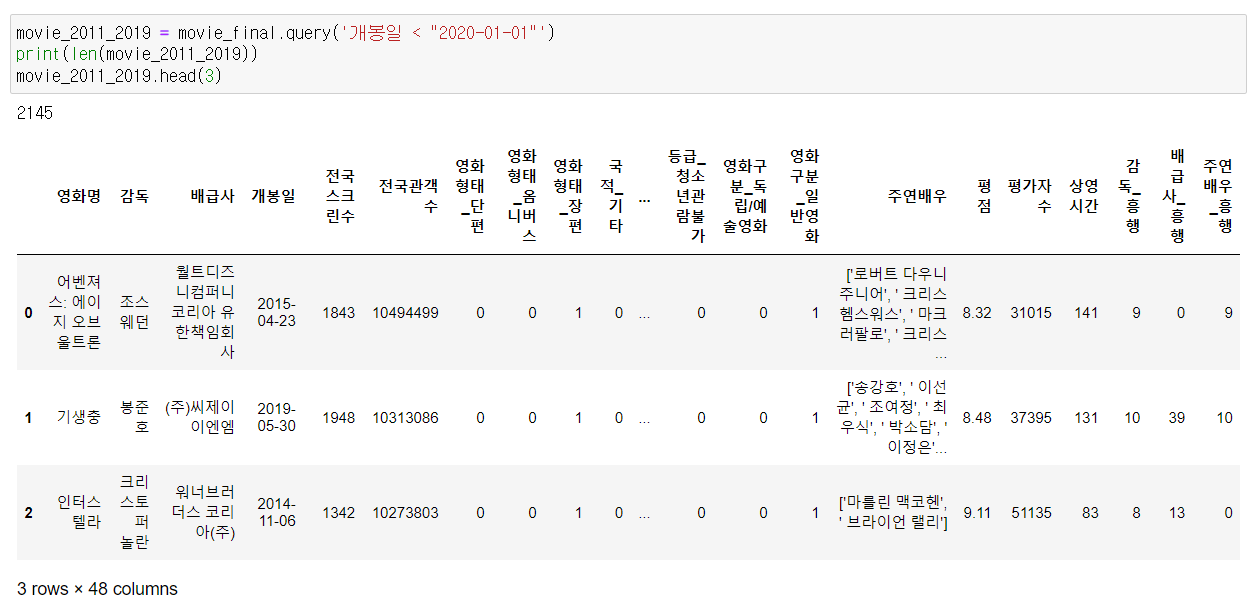 movie_2011_2019 = movie_final.query('개봉일 < "2020-01-01"')
print(len(movie_2011_2019))
movie_2011_2019.head(3)
2145
영화명 감독 배급사 개봉일 전국스크린수 전국관객수 영화형태_단편 영화형태_옴니버스 영화형태_장편 국적_기타 ... 등급_청소년관람불가 영화구분_독립/예술영화 영화구분_일반영화 주연배우 평점 평가자수 상영시간 감독_흥행 배급사_흥행 주연배우_흥행
0 어벤져스: 에이지 오브 울트론 조스 웨던 월트디즈니컴퍼니코리아 유한책임회사 2015-04-23 1843 10494499 0 0 1 0 ... 0 0 1 ['로버트 다우니 주니어', ' 크리스 헴스워스', ' 마크 러팔로', ' 크리스 ... 8.32 31015 141 9 0 9
1 기생충 봉준호 (주)씨제이이엔엠 2019-05-30 1948 10313086 0 0 1 0 ... 0 0 1 ['송강호', ' 이선균', ' 조여정', ' 최우식', ' 박소담', ' 이정은'... 8.48 37395 131 10 39 10
2 인터스텔라 크리스토퍼 놀란 워너브러더스 코리아(주) 2014-11-06 1342 10273803 0 0 1 0 ... 0 0 1 ['마틀린 맥코헨', ' 브라이언 랠리'] 9.11 51135 83 8 13 0
3 rows × 48 columns